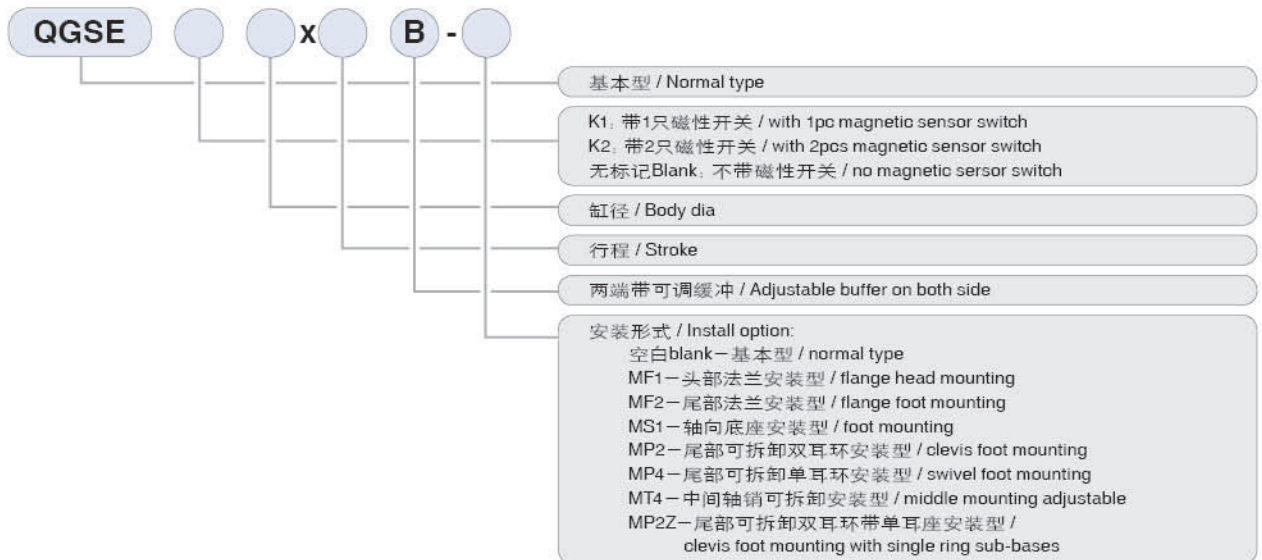 QGSE x B -
基本型 / Normal type
K1: 带1只磁性开关 / with 1pc magnetic sensor switch
K2: 带2只磁性开关 / with 2pcs magnetic sensor switch
无标记Blank: 不带磁性开关 / no magnetic sersor switch
缸径 / Body dia
行程 / Stroke
两端带可调缓冲 / Adjustable buffer on both side
安装形式 / Install option:
空白blank－基本型 / normal type
MF1－头部法兰安装型 / flange head mounting
MF2－尾部法兰安装型 / flange foot mounting
MS1－轴向底座安装型 / foot mounting
MP2－尾部可拆卸双耳环安装型 / clevis foot mounting
MP4－尾部可拆卸单耳环安装型 / swivel foot mounting
MT4－中间轴销可拆卸安装型 / middle mounting adjustable
MP2Z－尾部可拆卸双耳环带单耳座安装型 /
clevis foot mounting with single ring sub-bases